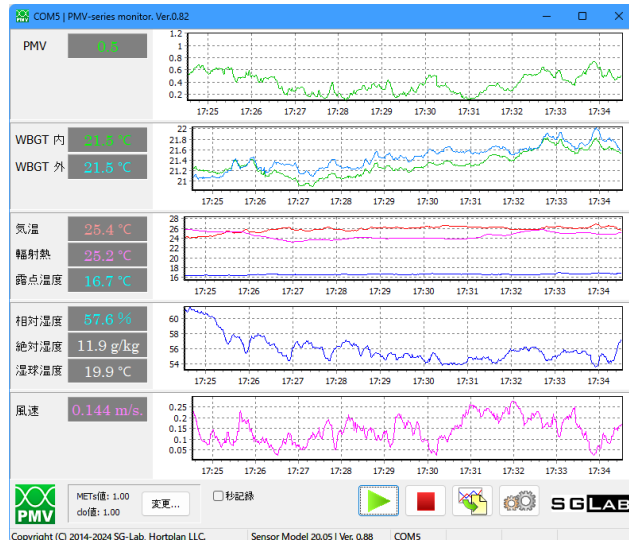 COM5 | PMV-series monitor. Ver.0.82
PMV 0.5
1.2
1
0.8
0.6
0.4
0.2
17:25 17:26 17:27 17:28 17:29 17:30 17:31 17:32 17:33 17:34
WBGT 内 21.5 ℃
WBGT 外 21.5 ℃
22
21.8
21.6
21.4
21.2
21
17:25 17:26 17:27 17:28 17:29 17:30 17:31 17:32 17:33 17:34
気温 25.4 ℃
輻射熱 25.2 ℃
露点温度 16.7 ℃
28
26
24
22
20
18
16
17:25 17:26 17:27 17:28 17:29 17:30 17:31 17:32 17:33 17:34
相対湿度 57.6 %
絶対湿度 11.9 g/kg
湿球温度 19.9 ℃
60
58
56
54
17:25 17:26 17:27 17:28 17:29 17:30 17:31 17:32 17:33 17:34
風速 0.144 m/s.
0.25
0.2
0.15
0.1
0.05
17:25 17:26 17:27 17:28 17:29 17:30 17:31 17:32 17:33 17:34
PMV
METs値: 1.00
clo値: 1.00
変更...
秒記録
SGLAB
Copyright (C) 2014-2024 SG-Lab, Hortplan LLC. Sensor Model 20.05 | Ver. 0.88 COM5